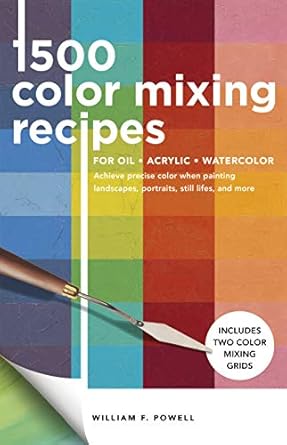 1500
color mixing
recipes
FOR OIL • ACRYLIC • WATERCOLOR
Achieve precise color when painting
landscapes, portraits, still lifes, and more
INCLUDES
TWO COLOR
MIXING
GRIDS
WILLIAM F. POWELL